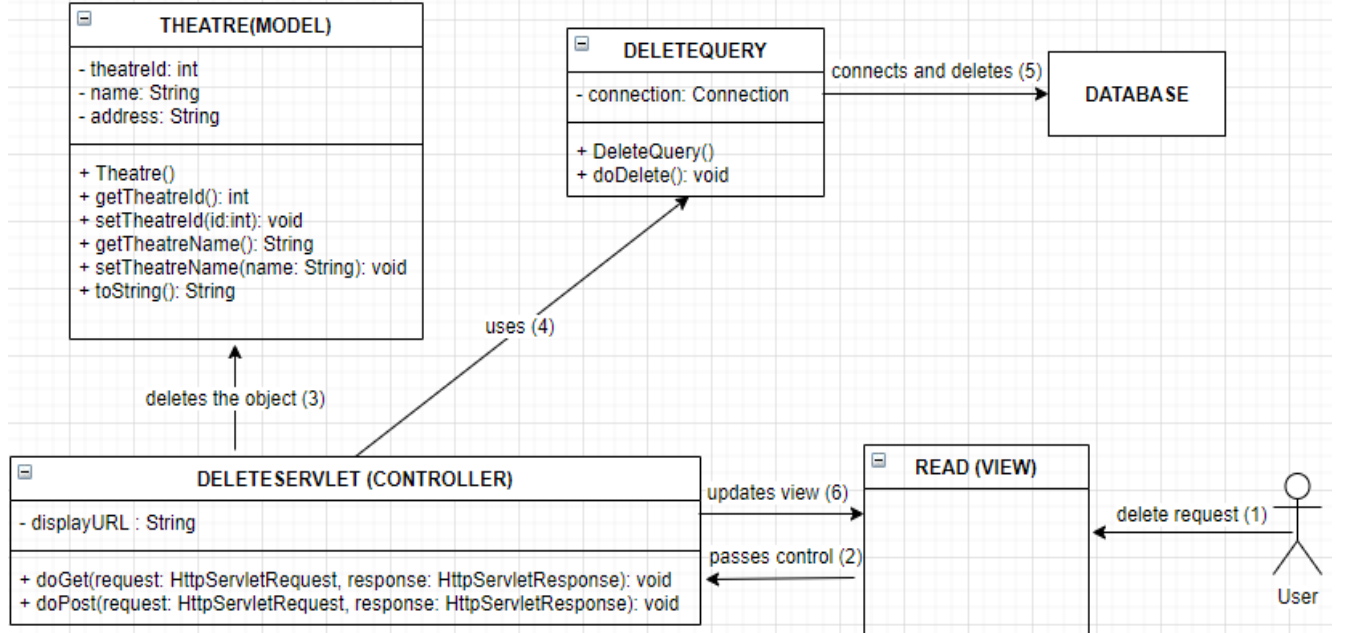 THEATRE(MODEL)
- theatreId: int
- name: String
- address: String
+ Theatre()
+ getTheatreId(): int
+ setTheatreId(id:int): void
+ getTheatreName(): String
+ setTheatreName(name: String): void
+ toString(): String
DELETEQUERY
- connection: Connection
+ DeleteQuery()
+ doDelete(): void
connects and deletes (5)
DATABASE
uses (4)
deletes the object (3)
DELETESERVLET (CONTROLLER)
- displayURL : String
+ doGet(request: HttpServletRequest, response: HttpServletResponse): void
+ doPost(request: HttpServletRequest, response: HttpServletResponse): void
updates view (6)
passes control (2)
READ (VIEW)
delete request (1)
User